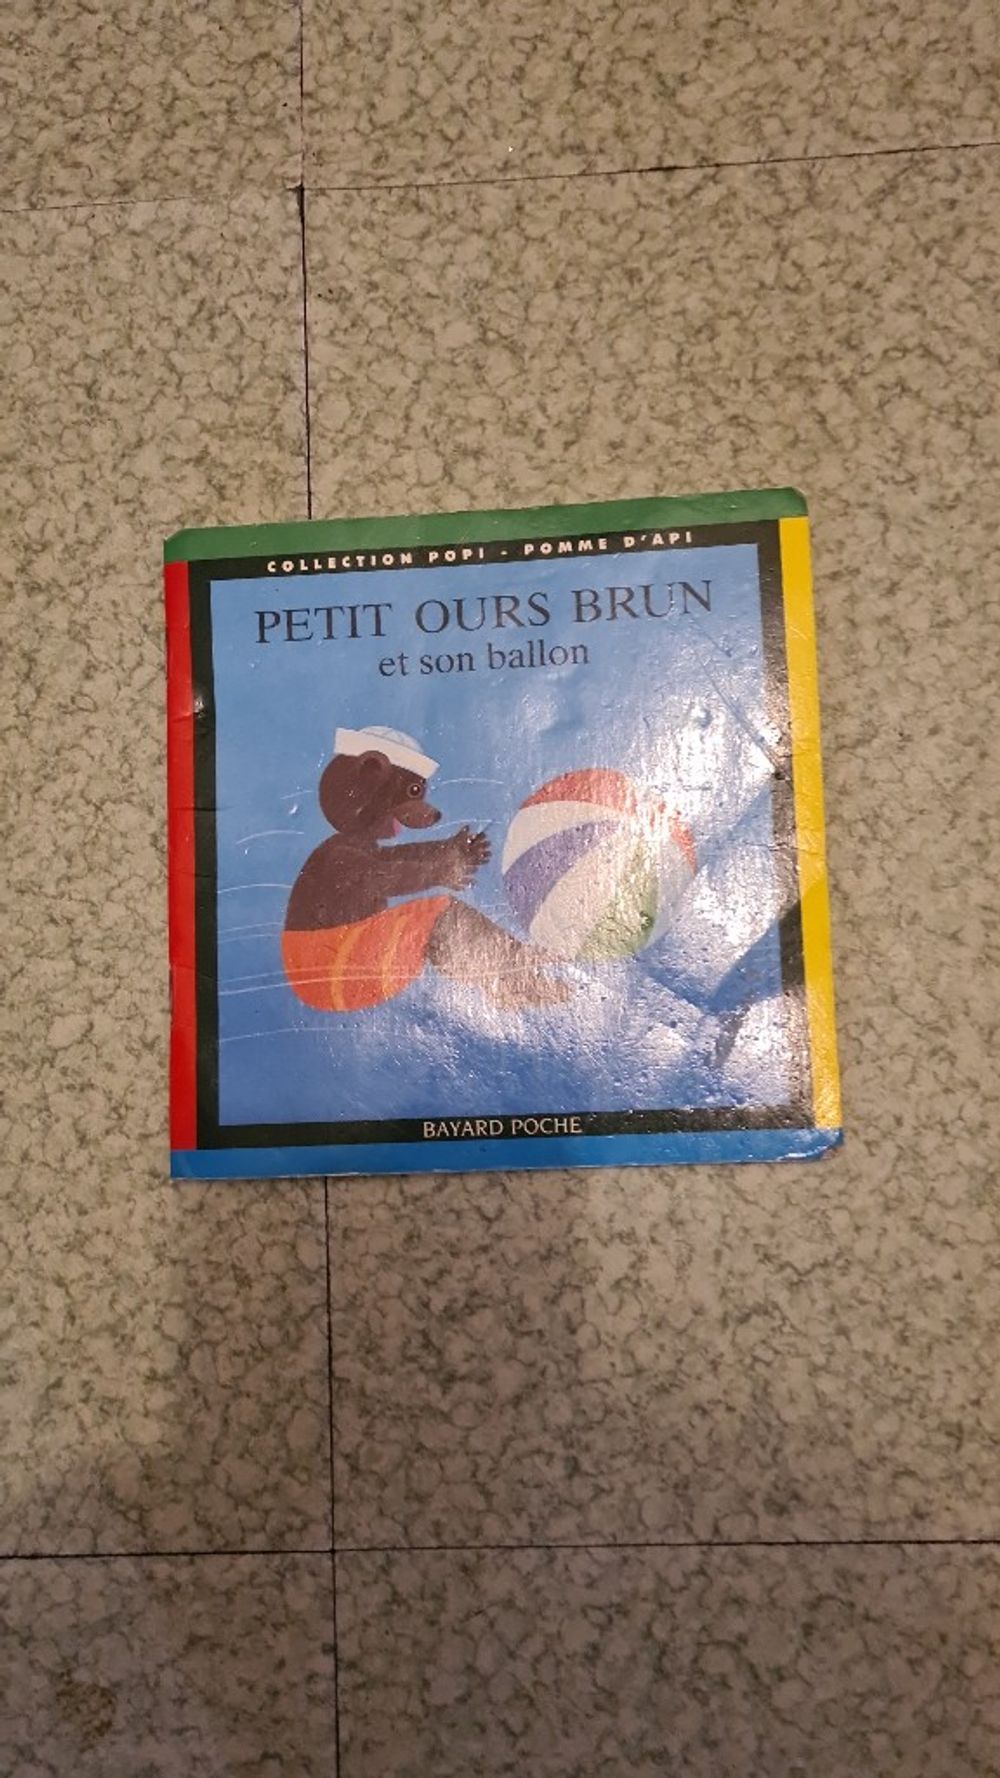 COLLECTION POPI - POMME D'API
PETIT OURS BRUN
et son ballon
BAYARD POCHE